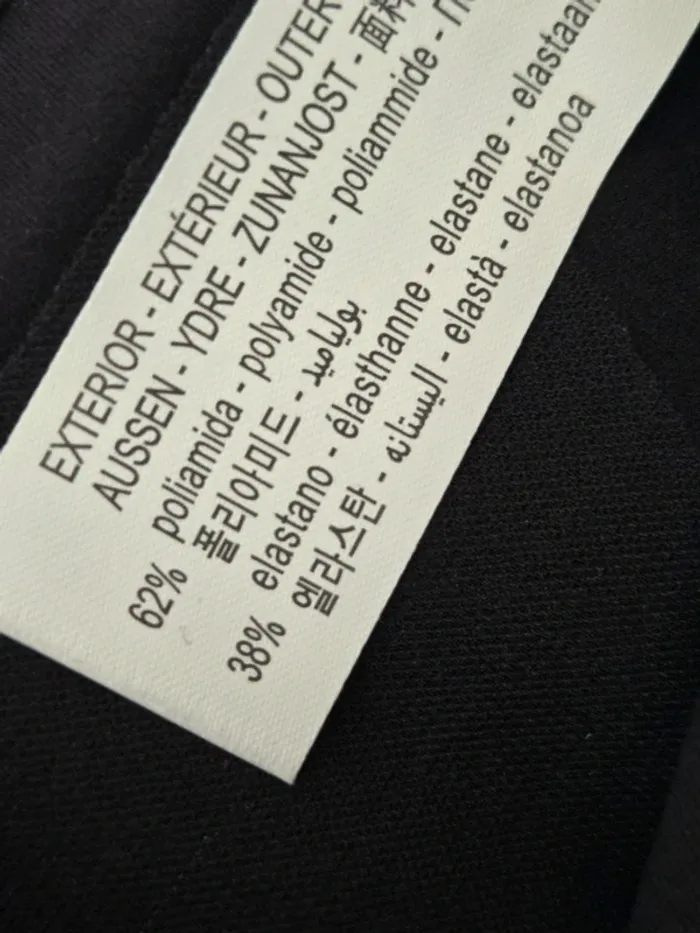 EXTERIOR - EXTÉRIEUR - OUTER
AUSSEN - YDRE - ZUNANJOST - 面料
62% poliamida - polyamide - poliammide -
폴리아미드 - بولياميد
38% elastano - élasthanne - elastane - elastaan
엘라스탄 - اليستانه - elastà - elastanoa